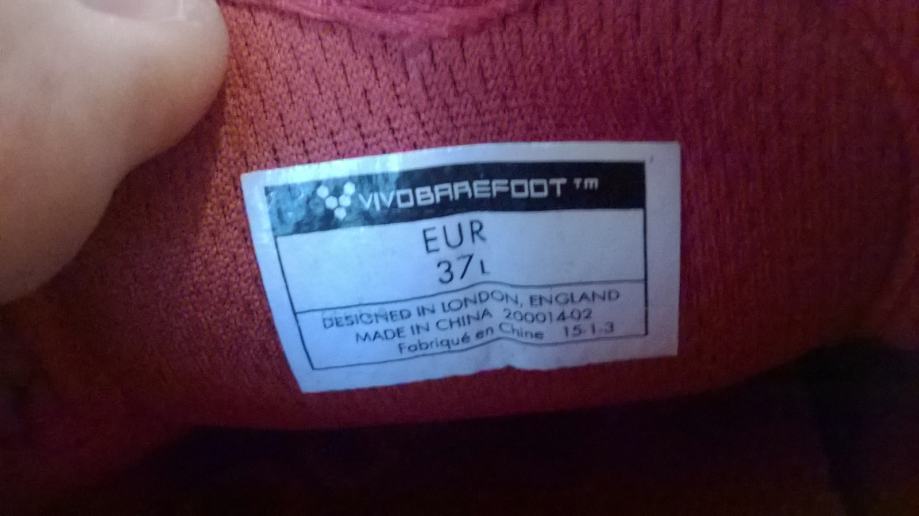 VIVOBAREFOOT™
EUR
37L
DESIGNED IN LONDON, ENGLAND
MADE IN CHINA 200014-02
Fabriqué en Chine 15-1-3